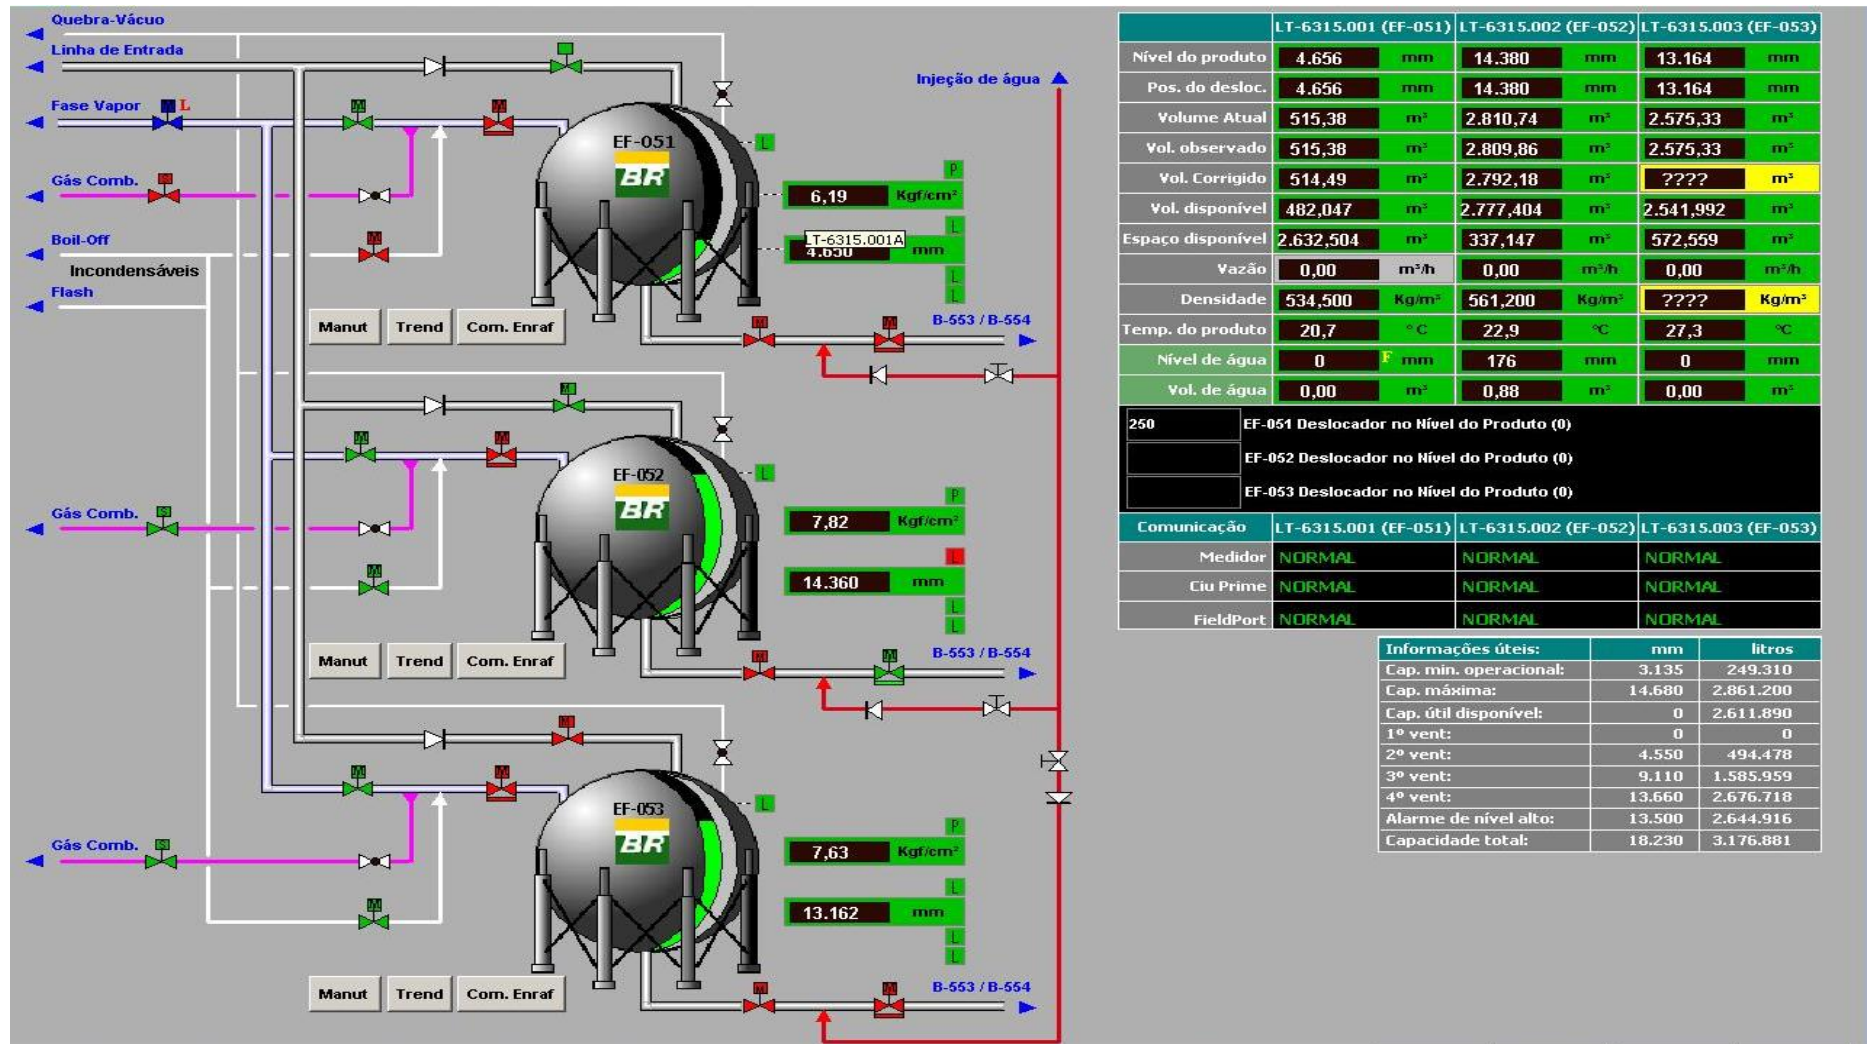 Quebra-Vácuo
Linha de Entrada
Injeção de água
Fase Vapor M L
M
M
EF-051
BR
L
P
Gás Comb. S
6,19 Kgf/cm²
L
Boil-Off
M
LT-6315.001A
4.650 mm
Incondensáveis
L
Flash
L
Manut Trend Com. Enraf
M M
B-553 / B-554
M
M M
EF-052
BR
L
P
Gás Comb. S
7,82 Kgf/cm²
L
M
14.360 mm
L
L
Manut Trend Com. Enraf
M M
B-553 / B-554
M
M M
EF-053
BR
L
P
Gás Comb. S
7,63 Kgf/cm²
L
M
13.162 mm
L
L
Manut Trend Com. Enraf
M M
B-553 / B-554
LT-6315.001 (EF-051) LT-6315.002 (EF-052) LT-6315.003 (EF-053)
Nível do produto 4.656 mm 14.380 mm 13.164 mm
Pos. do desloc. 4.656 mm 14.380 mm 13.164 mm
Volume Atual 515,38 m³ 2.810,74 m³ 2.575,33 m³
Vol. observado 515,38 m³ 2.809,86 m³ 2.575,33 m³
Vol. Corrigido 514,49 m³ 2.792,18 m³ ???? m³
Vol. disponível 482,047 m³ 2.777,404 m³ 2.541,992 m³
Espaço disponível 2.632,504 m³ 337,147 m³ 572,559 m³
Vazão 0,00 m³/h 0,00 m³/h 0,00 m³/h
Densidade 534,500 Kg/m³ 561,200 Kg/m³ ???? Kg/m³
Temp. do produto 20,7 °C 22,9 °C 27,3 °C
Nível de água 0 F mm 176 mm 0 mm
Vol. de água 0,00 m³ 0,88 m³ 0,00 m³
250 EF-051 Deslocador no Nível do Produto (0)
EF-052 Deslocador no Nível do Produto (0)
EF-053 Deslocador no Nível do Produto (0)
Comunicação LT-6315.001 (EF-051) LT-6315.002 (EF-052) LT-6315.003 (EF-053)
Medidor NORMAL NORMAL NORMAL
Ciu Prime NORMAL NORMAL NORMAL
FieldPort NORMAL NORMAL NORMAL
Informações úteis: mm litros
Cap. min. operacional: 3.135 249.310
Cap. máxima: 14.680 2.861.200
Cap. útil disponível: 0 2.611.890
1º vent: 0 0
2º vent: 4.550 494.478
3º vent: 9.110 1.585.959
4º vent: 13.660 2.676.718
Alarme de nível alto: 13.500 2.644.916
Capacidade total: 18.230 3.176.881